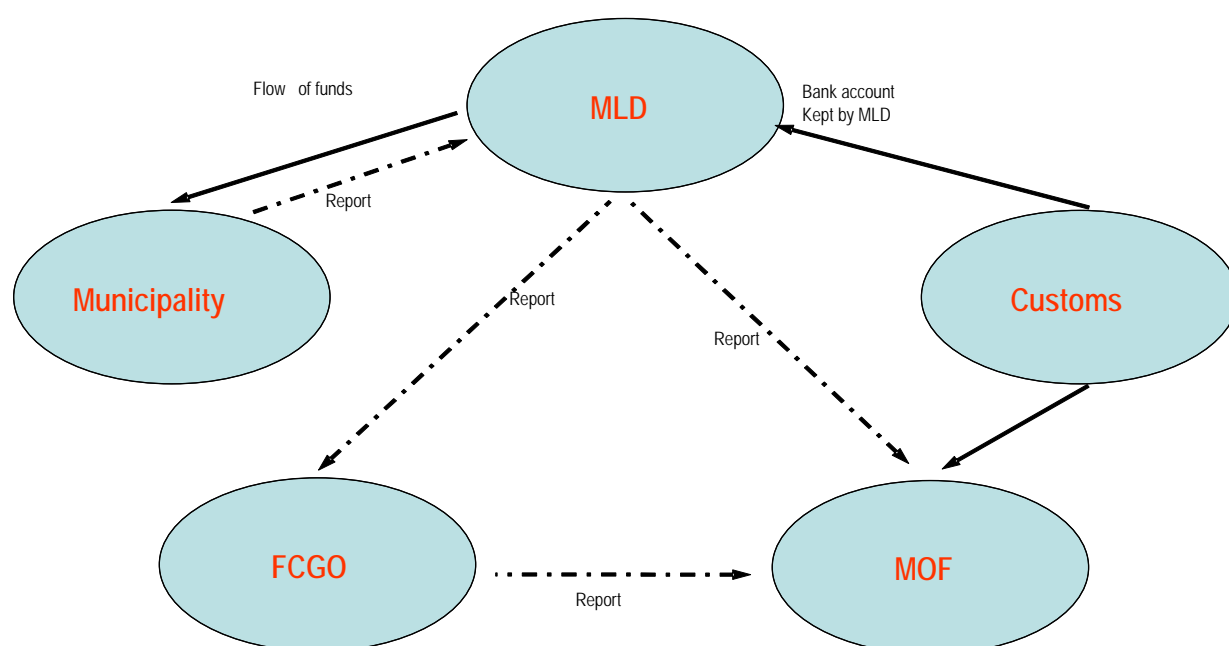 Flow of funds
MLD
Bank account
Kept by MLD
Report
Municipality
Customs
Report
Report
FCGO
MOF
Report